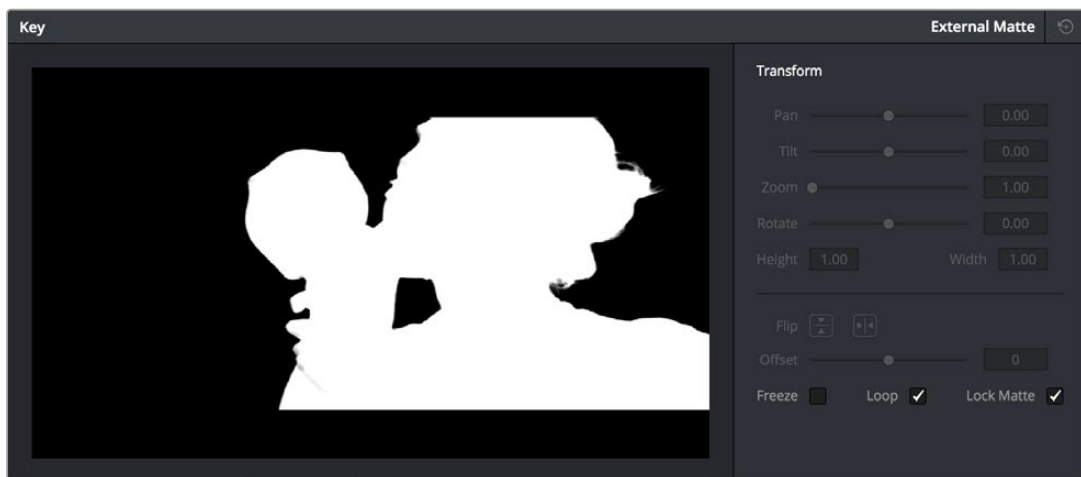 Key External Matte
Transform
Pan 0.00
Tilt 0.00
Zoom 1.00
Rotate 0.00
Height 1.00 Width 1.00
Flip
Offset 0
Freeze Loop Lock Matte